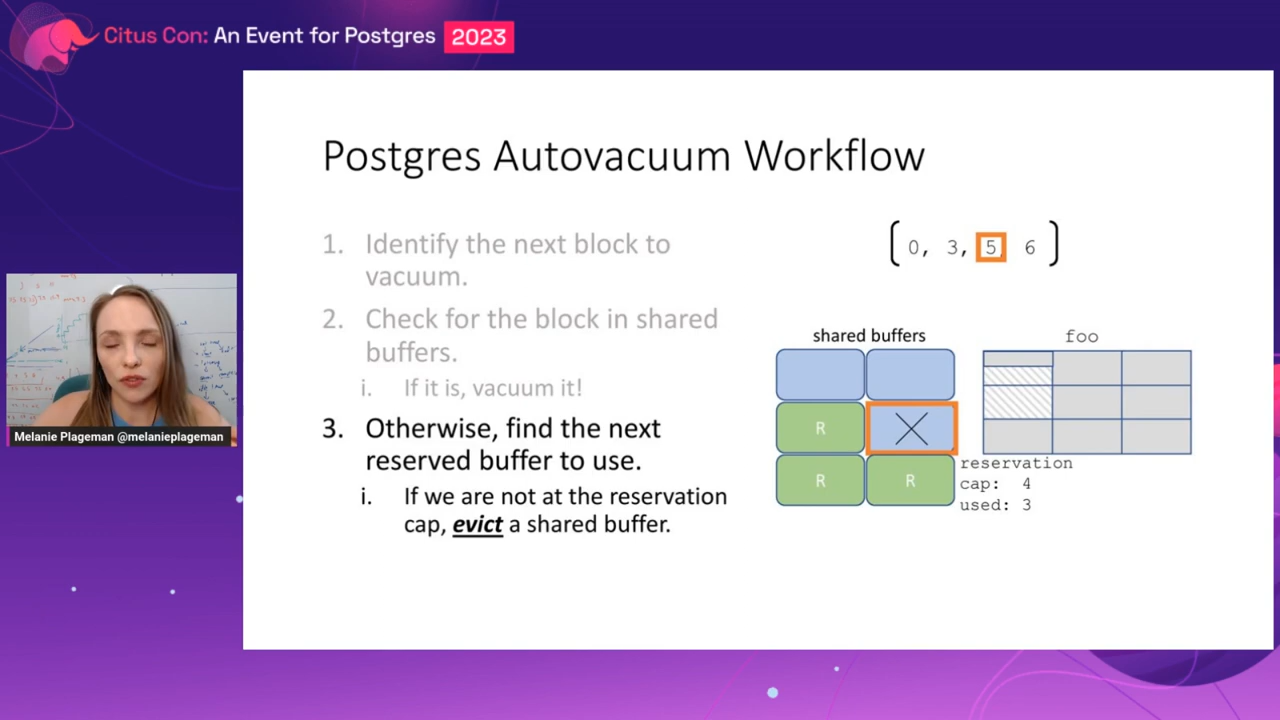 Citus Con: An Event for Postgres 2023
Postgres Autovacuum Workflow
1. Identify the next block to
vacuum.
2. Check for the block in shared
buffers.
i. If it is, vacuum it!
3. Otherwise, find the next
reserved buffer to use.
i. If we are not at the reservation
cap, evict a shared buffer.
[ 0, 3, 5, 6 ]
shared buffers
foo
R
R
R
reservation
cap: 4
used: 3
Melanie Plageman @melanieplageman